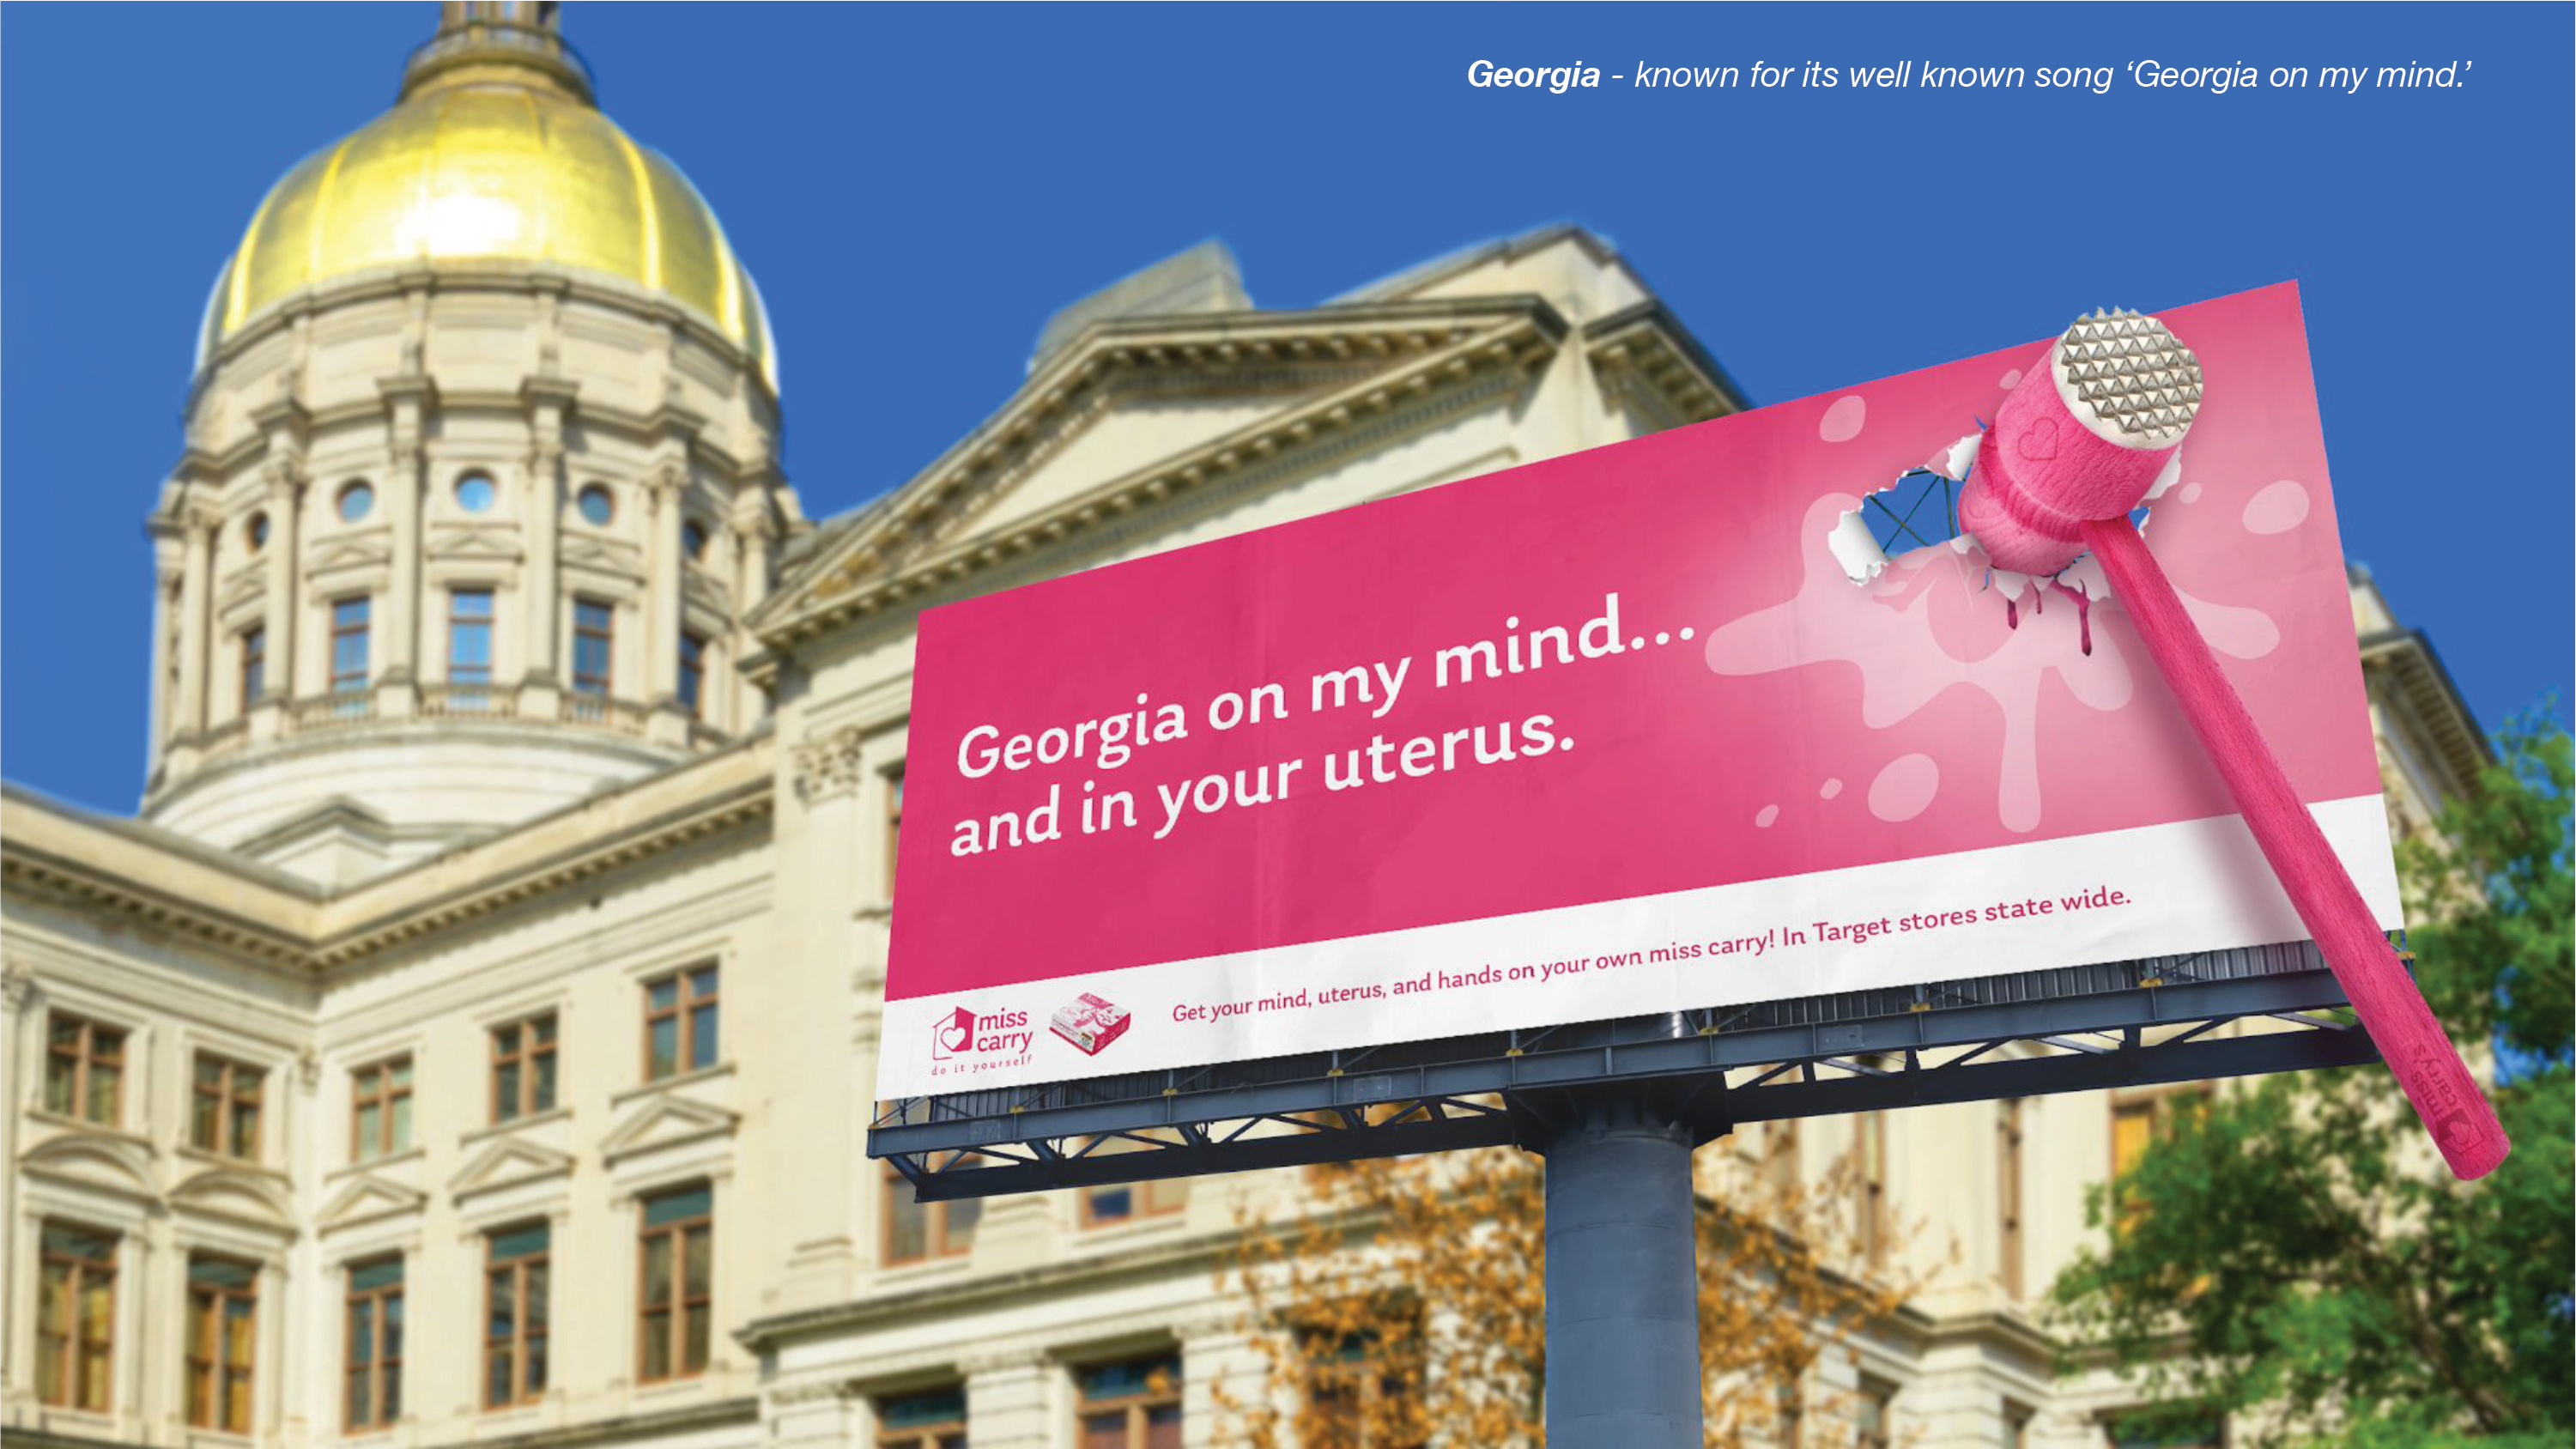 Georgia - known for its well known song ‘Georgia on my mind.’
Georgia on my mind...
and in your uterus.
Get your mind, uterus, and hands on your own miss carry! In Target stores state wide.
miss
carry
do it yourself
miss
carry's